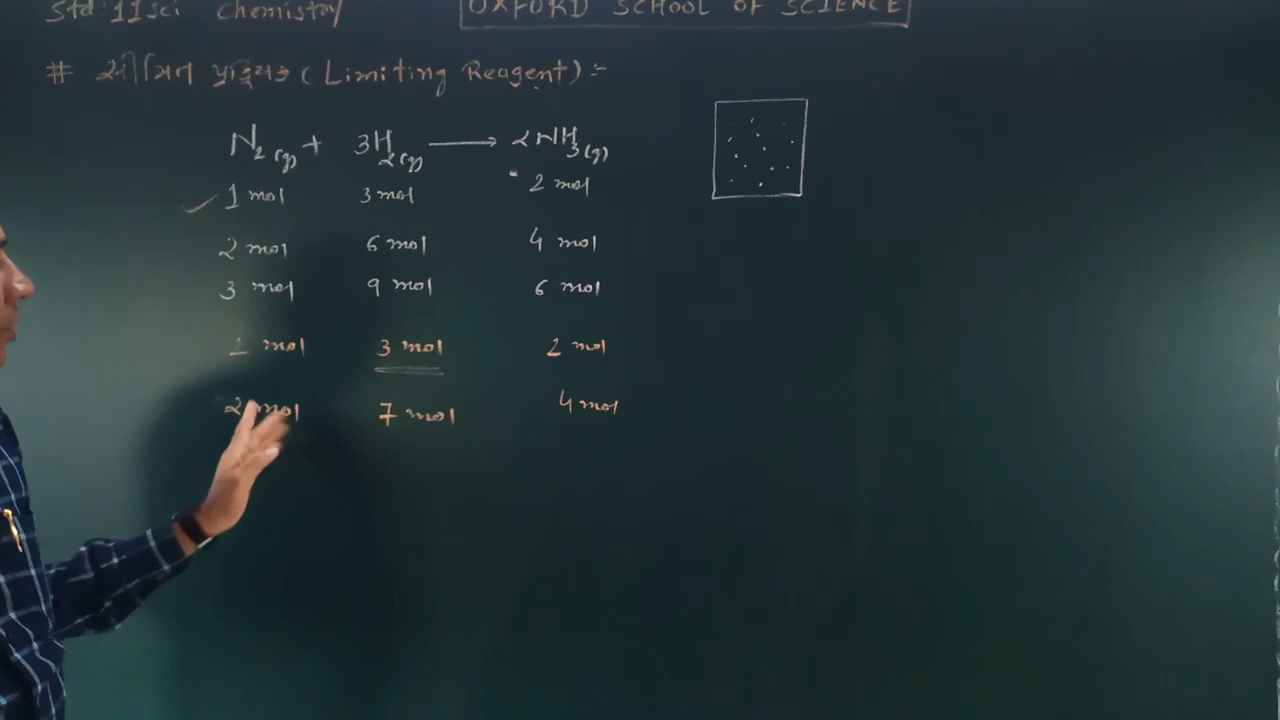 Std: 11 sci Chemistry OXFORD SCHOOL OF SCIENCE
# સીમિત પ્રક્રિયક (Limiting Reagent) :-
N2(g) + 3H2(g) ⟶ 2NH3(g)
✓ 1 mol 3 mol 2 mol
2 mol 6 mol 4 mol
3 mol 9 mol 6 mol
mol 3 mol 2 mol
2 mol 7 mol 4 mol